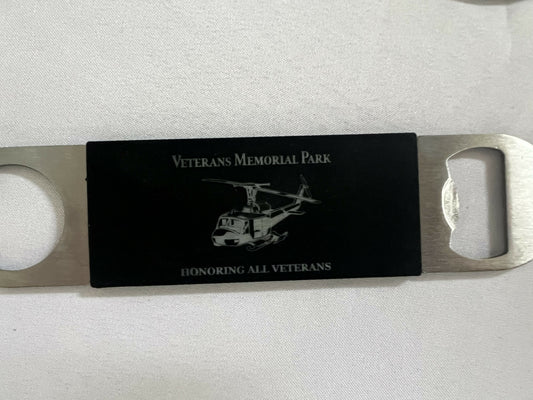 VETERANS MEMORIAL PARK
HONORING ALL VETERANS